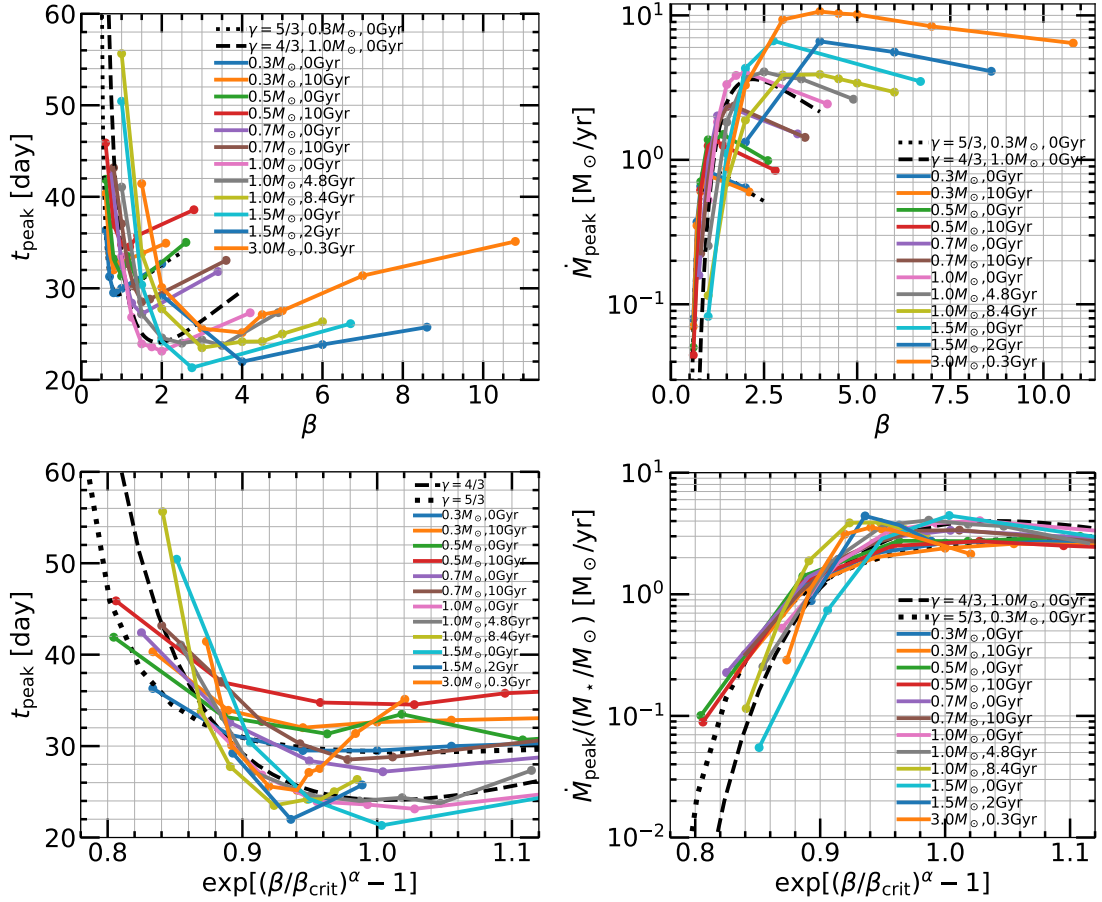 60
50
40
30
20
t_peak [day]
0 2 4 6 8 10
β
γ = 5/3, 0.3M⊙, 0Gyr
γ = 4/3, 1.0M⊙, 0Gyr
0.3M⊙,0Gyr
0.3M⊙,10Gyr
0.5M⊙,0Gyr
0.5M⊙,10Gyr
0.7M⊙,0Gyr
0.7M⊙,10Gyr
1.0M⊙,0Gyr
1.0M⊙,4.8Gyr
1.0M⊙,8.4Gyr
1.5M⊙,0Gyr
1.5M⊙,2Gyr
3.0M⊙,0.3Gyr
10¹
10⁰
10⁻¹
Ṁ_peak [M⊙/yr]
0.0 2.5 5.0 7.5 10.0
β
γ = 5/3, 0.3M⊙, 0Gyr
γ = 4/3, 1.0M⊙, 0Gyr
0.3M⊙,0Gyr
0.3M⊙,10Gyr
0.5M⊙,0Gyr
0.5M⊙,10Gyr
0.7M⊙,0Gyr
0.7M⊙,10Gyr
1.0M⊙,0Gyr
1.0M⊙,4.8Gyr
1.0M⊙,8.4Gyr
1.5M⊙,0Gyr
1.5M⊙,2Gyr
3.0M⊙,0.3Gyr
60
50
40
30
20
t_peak [day]
0.8 0.9 1.0 1.1
exp[(β/β_crit)^α − 1]
γ = 4/3
γ = 5/3
0.3M⊙,0Gyr
0.3M⊙,10Gyr
0.5M⊙,0Gyr
0.5M⊙,10Gyr
0.7M⊙,0Gyr
0.7M⊙,10Gyr
1.0M⊙,0Gyr
1.0M⊙,4.8Gyr
1.0M⊙,8.4Gyr
1.5M⊙,0Gyr
1.5M⊙,2Gyr
3.0M⊙,0.3Gyr
10¹
10⁰
10⁻¹
10⁻²
Ṁ_peak/(M⋆/M⊙) [M⊙/yr]
0.8 0.9 1.0 1.1
exp[(β/β_crit)^α − 1]
γ = 4/3, 1.0M⊙, 0Gyr
γ = 5/3, 0.3M⊙, 0Gyr
0.3M⊙,0Gyr
0.3M⊙,10Gyr
0.5M⊙,0Gyr
0.5M⊙,10Gyr
0.7M⊙,0Gyr
0.7M⊙,10Gyr
1.0M⊙,0Gyr
1.0M⊙,4.8Gyr
1.0M⊙,8.4Gyr
1.5M⊙,0Gyr
1.5M⊙,2Gyr
3.0M⊙,0.3Gyr